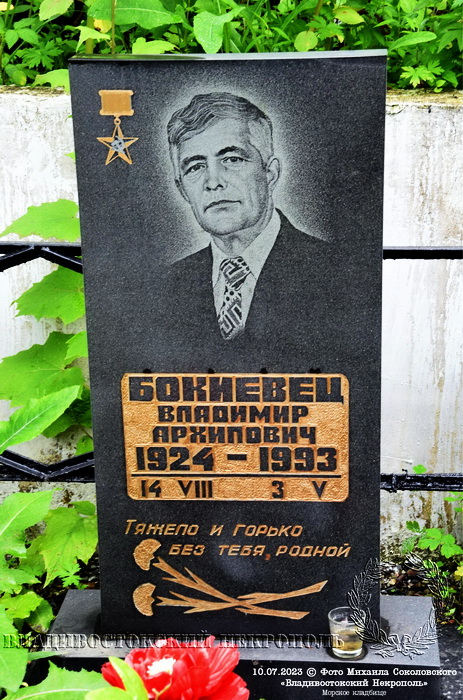 БОКИЕВЕЦ
ВЛАДИМИР
АРХИПОВИЧ
1924 – 1993
14 VIII 3 V
Тяжело и горько
без тебя, родной
ВЛАДИВОСТОКСКИЙ НЕКРОПОЛЬ
10.07.2023 © Фото Михаила Соколовского
«Владивостокский Некрополь»
Морское кладбище